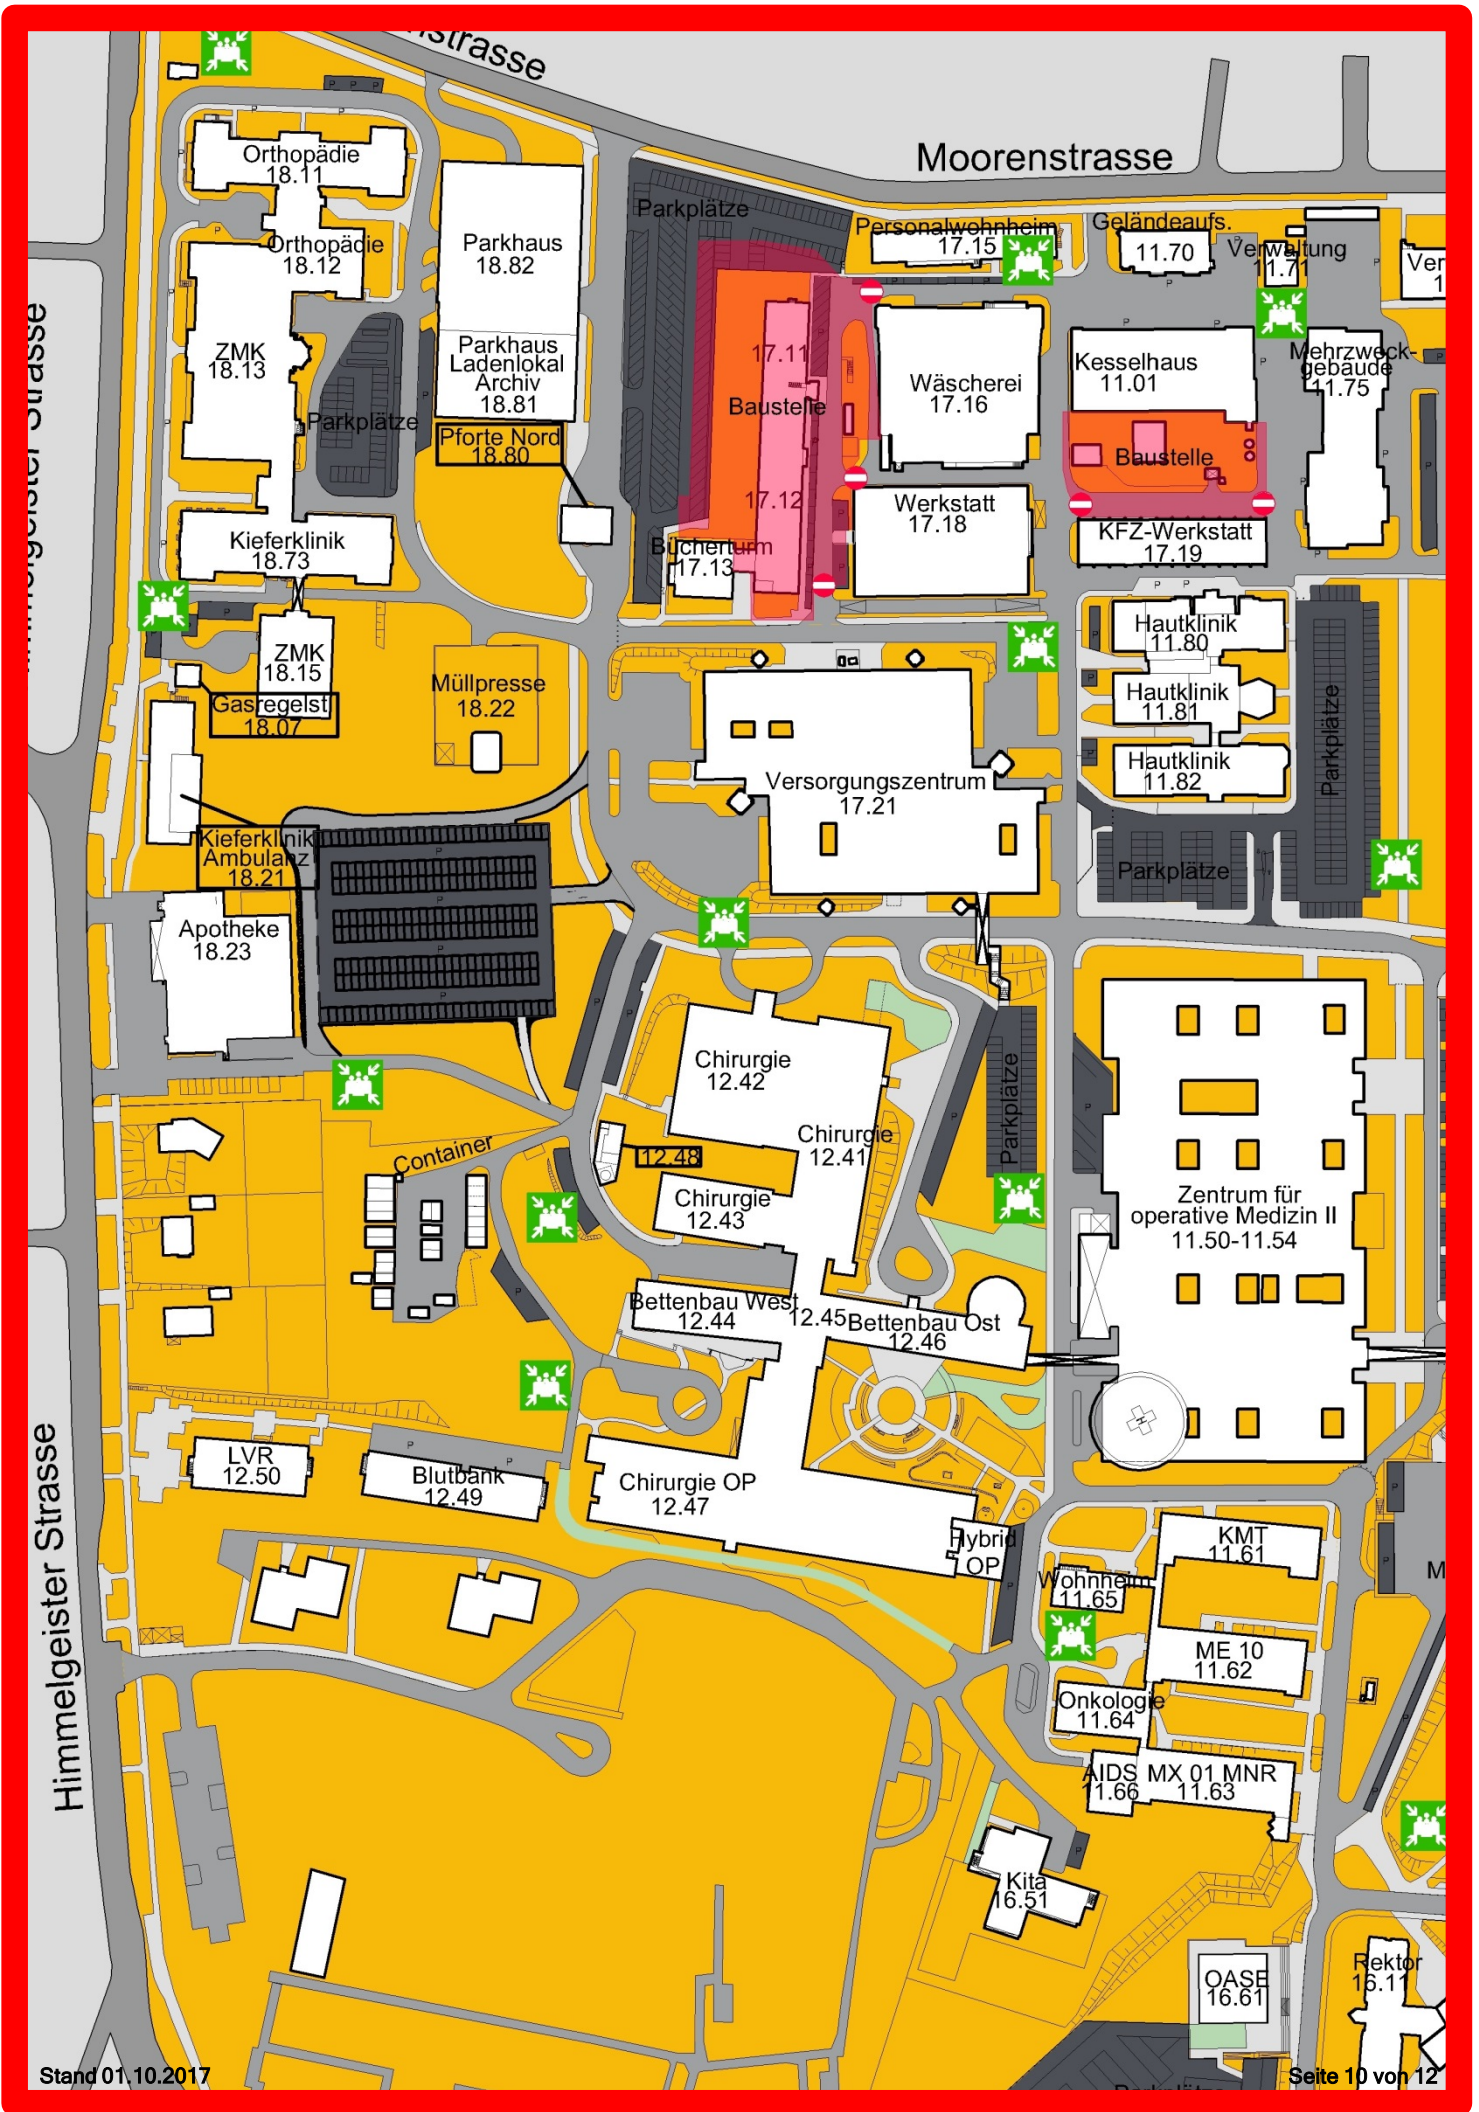 Moorenstrasse
Orthopädie
18.11
Orthopädie
18.12
Parkhaus
18.82
Parkplätze
Personalwohnheim
17.15
Geländeaufs.
11.70
Verwaltung
11.71
ZMK
18.13
Parkhaus
Ladenlokal
Archiv
18.81
Parkplätze
Pforte Nord
18.80
17.11
Baustelle
17.12
Wäscherei
17.16
Kesselhaus
11.01
Baustelle
Mehrzweck-
gebäude
11.75
Werkstatt
17.18
KFZ-Werkstatt
17.19
Kieferklinik
18.73
Bücherturm
17.13
ZMK
18.15
Gasregelst
18.07
Müllpresse
18.22
Hautklinik
11.80
Hautklinik
11.81
Hautklinik
11.82
Parkplätze
Parkplätze
Versorgungszentrum
17.21
Kieferklinik
Ambulanz
18.21
Apotheke
18.23
Chirurgie
12.42
Chirurgie
12.41
12.48
Chirurgie
12.43
Container
Parkplätze
Zentrum für
operative Medizin II
11.50-11.54
Bettenbau West
12.44
12.45
Bettenbau Ost
12.46
LVR
12.50
Blutbank
12.49
Chirurgie OP
12.47
Hybrid
OP
KMT
11.61
Wohnheim
11.65
ME 10
11.62
Onkologie
11.64
AIDS
11.66
MX 01 MNR
11.63
Kita
16.51
OASE
16.61
Rektor
16.11
Himmelgeister Strasse
Stand 01.10.2017
Seite 10 von 12